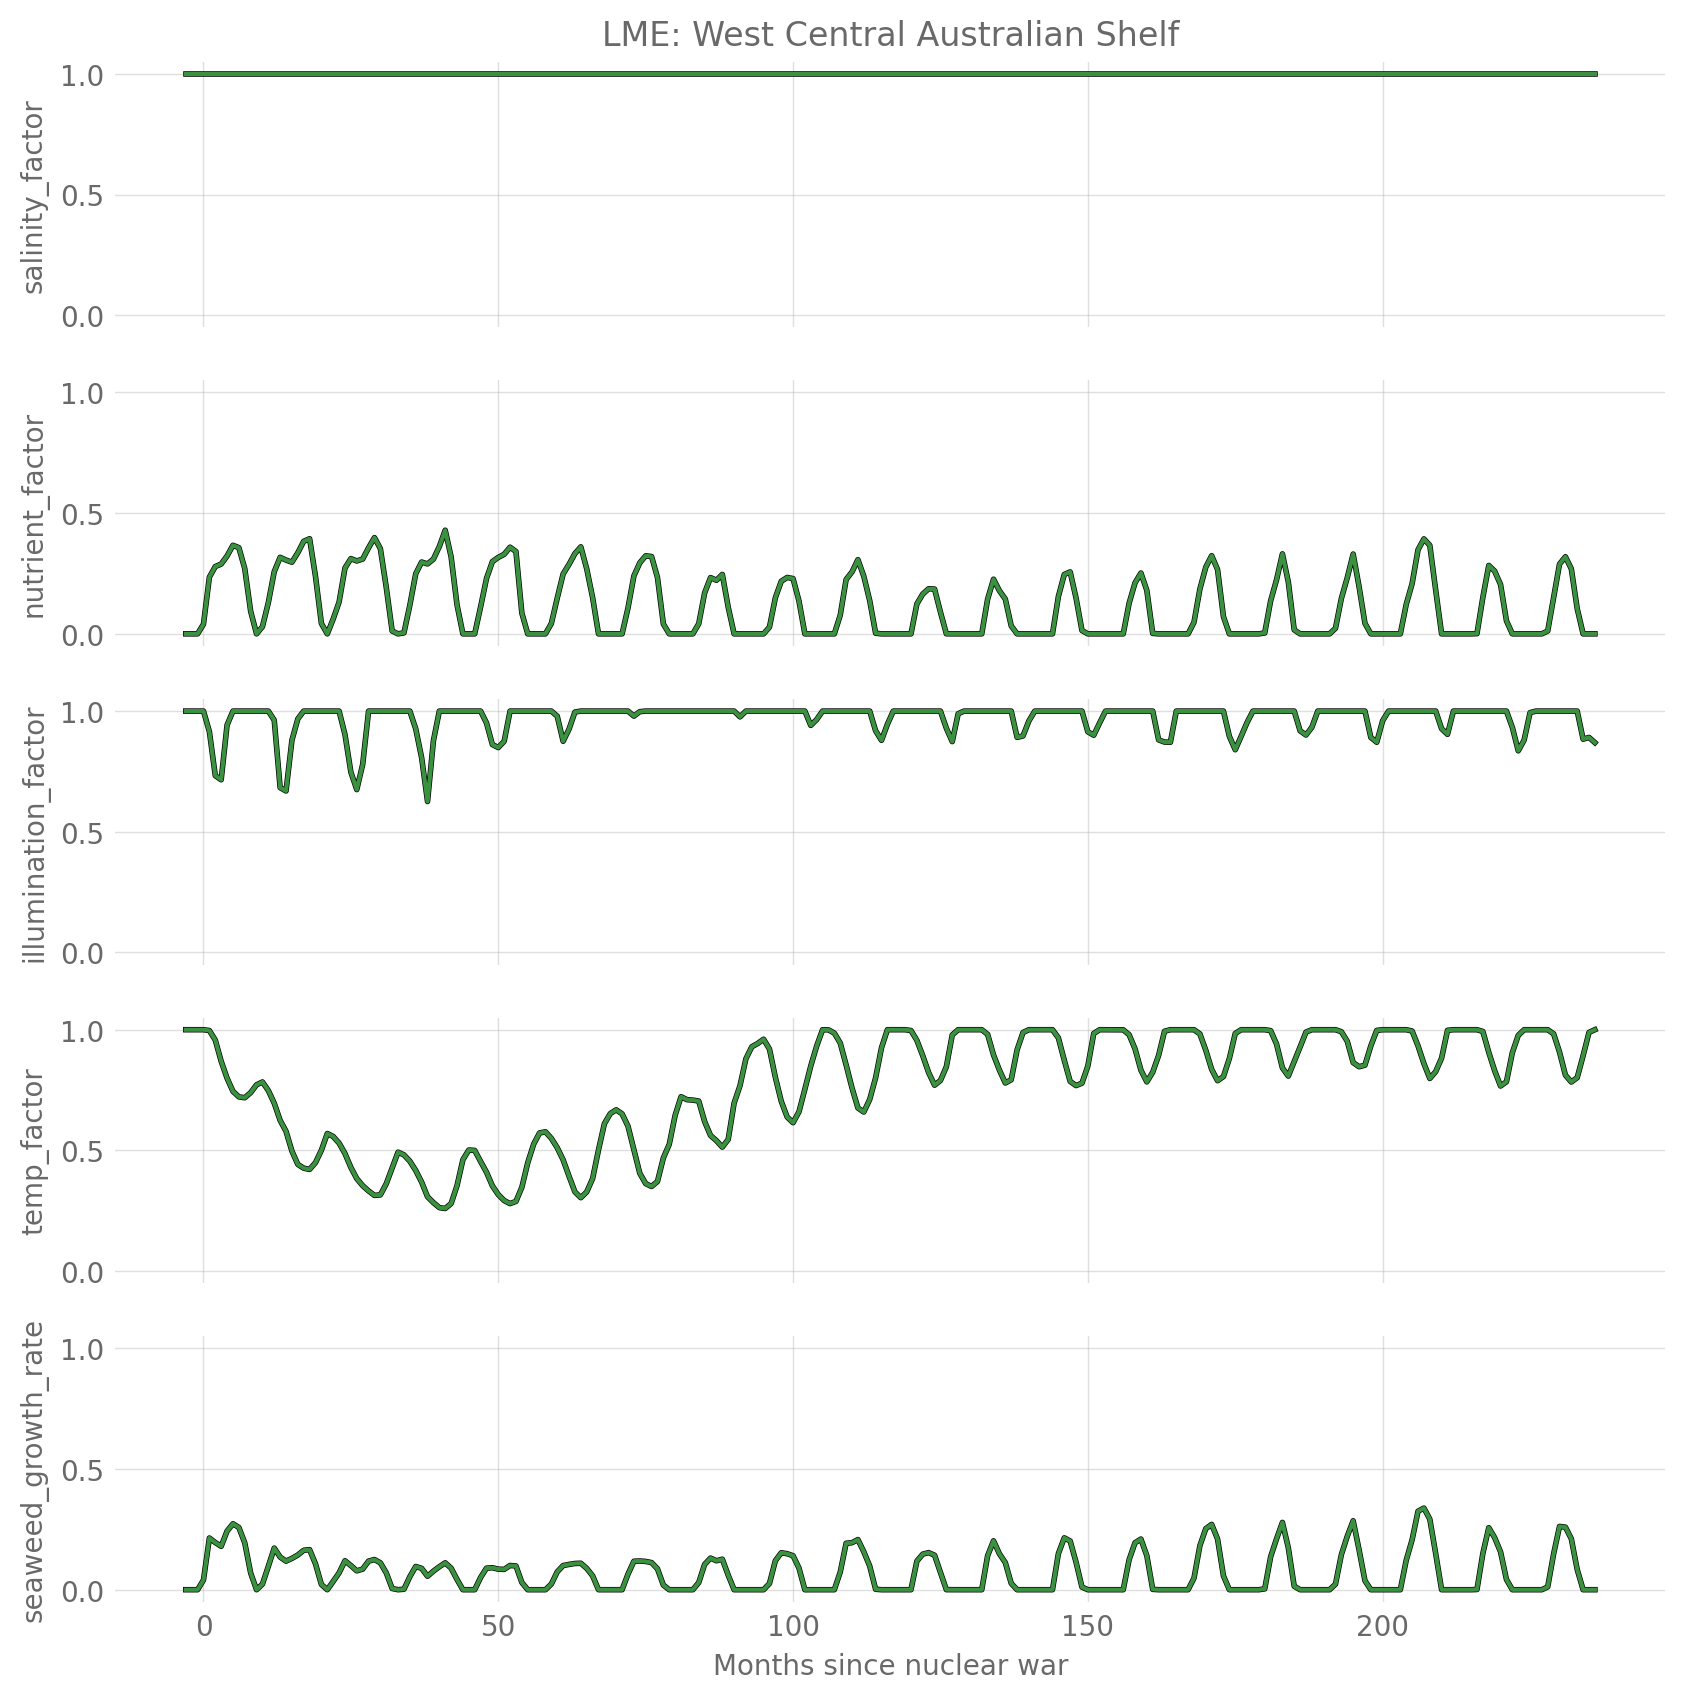 LME: West Central Australian Shelf
1.0
0.5
0.0
salinity_factor
1.0
0.5
0.0
nutrient_factor
1.0
0.5
0.0
illumination_factor
1.0
0.5
0.0
temp_factor
1.0
0.5
0.0
seaweed_growth_rate
0 50 100 150 200
Months since nuclear war